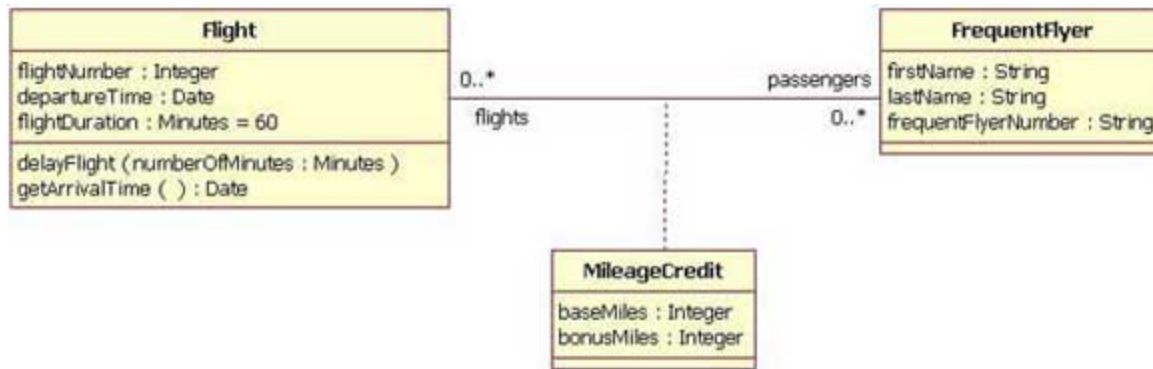 Flight
flightNumber : Integer
departureTime : Date
flightDuration : Minutes = 60
delayFlight ( numberOfMinutes : Minutes )
getArrivalTime ( ) : Date
0..*
flights
passengers
0..*
FrequentFlyer
firstName : String
lastName : String
frequentFlyerNumber : String
MileageCredit
baseMiles : Integer
bonusMiles : Integer